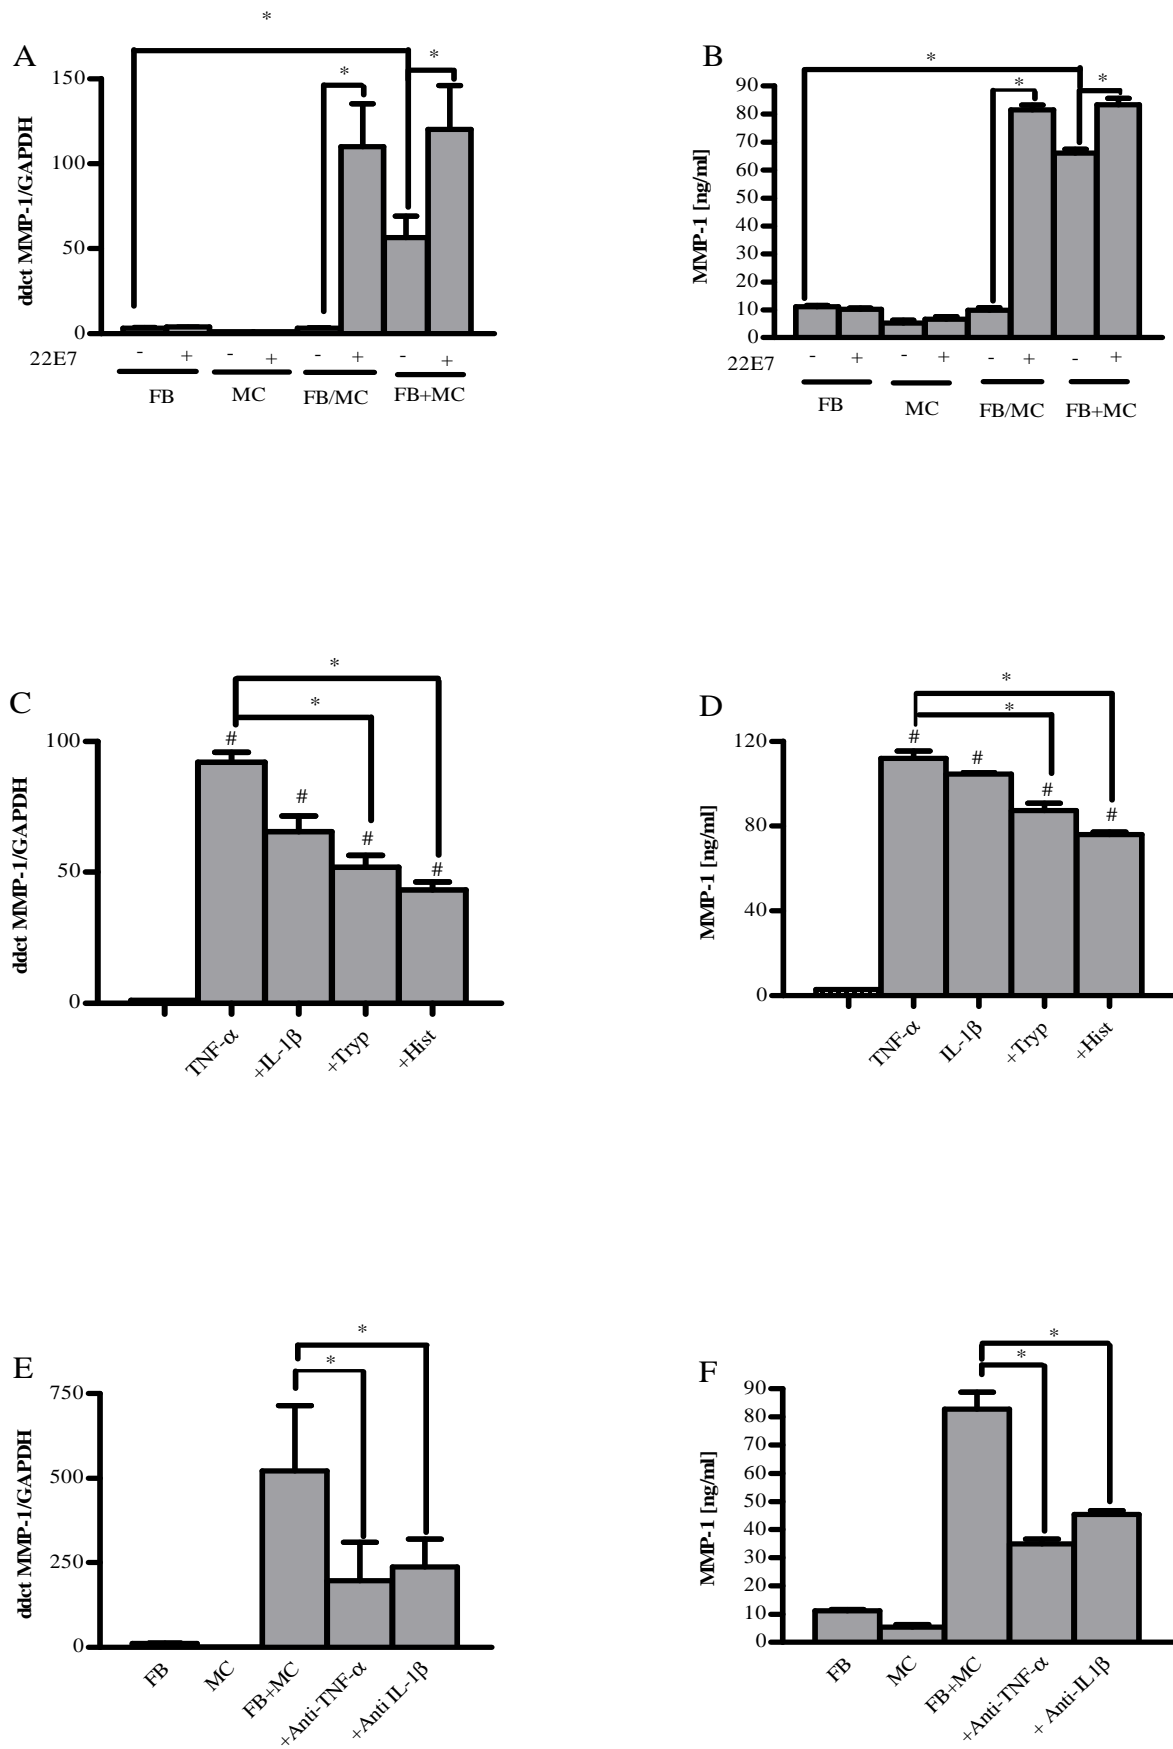 A
*
*
*
ddct MMP-1/GAPDH
150
100
50
0
22E7 - + - + - + - +
FB MC FB/MC FB+MC
B
*
*
*
MMP-1 [ng/ml]
90
80
70
60
50
40
30
20
10
0
22E7 - + - + - + - +
FB MC FB/MC FB+MC
C
*
*
ddct MMP-1/GAPDH
100
50
0
# # # #
TNF-α +IL-1β +Tryp +Hist
D
*
*
MMP-1 [ng/ml]
120
80
40
0
# # # #
TNF-α IL-1β +Tryp +Hist
E
*
*
ddct MMP-1/GAPDH
750
500
250
0
FB MC FB+MC +Anti-TNF-α +Anti IL-1β
F
*
*
MMP-1 [ng/ml]
90
80
70
60
50
40
30
20
10
0
FB MC FB+MC +Anti-TNF-α + Anti-IL1β